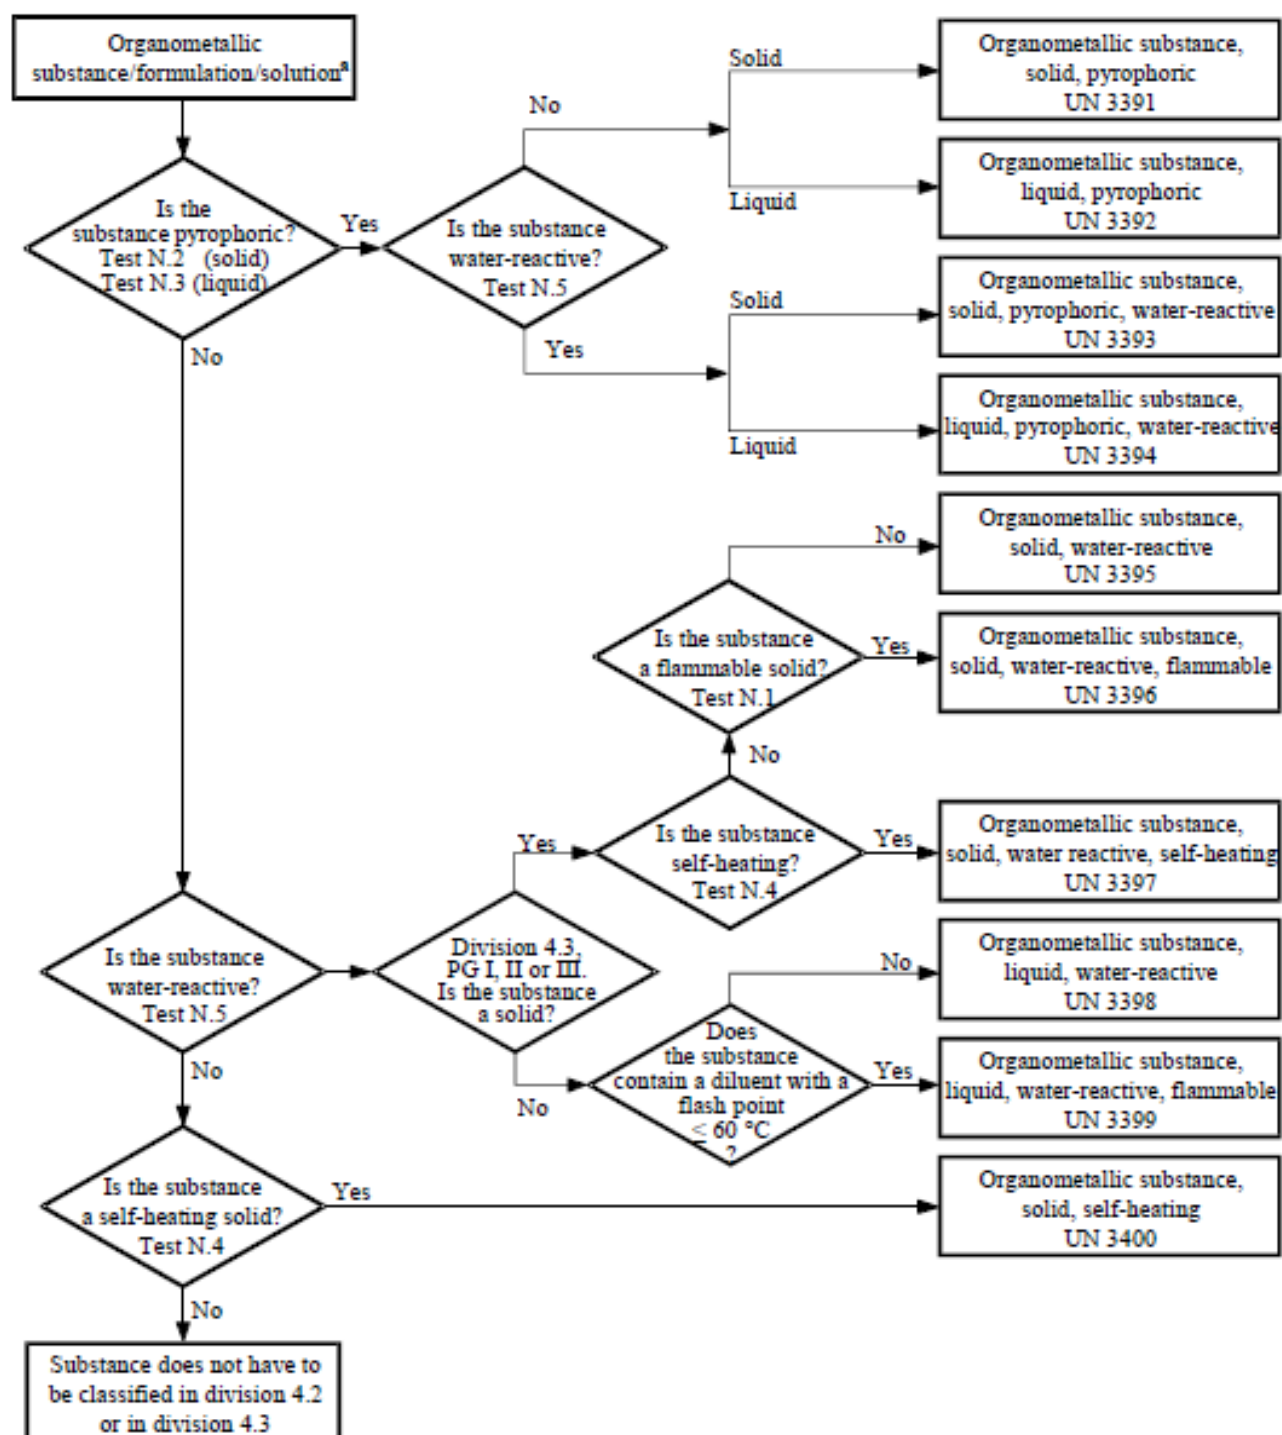 Organometallic
substance/formulation/solutionª
Is the
substance pyrophoric?
Test N.2 (solid)
Test N.3 (liquid)
Yes
No
Is the substance
water-reactive?
Test N.5
No
Yes
Solid
Liquid
Solid
Liquid
Organometallic substance,
solid, pyrophoric
UN 3391
Organometallic substance,
liquid, pyrophoric
UN 3392
Organometallic substance,
solid, pyrophoric, water-reactive
UN 3393
Organometallic substance,
liquid, pyrophoric, water-reactive
UN 3394
No
Organometallic substance,
solid, water-reactive
UN 3395
Is the substance
a flammable solid?
Test N.1
Yes
Organometallic substance,
solid, water-reactive, flammable
UN 3396
No
Is the substance
self-heating?
Test N.4
Yes
Organometallic substance,
solid, water reactive, self-heating
UN 3397
Yes
Is the substance
water-reactive?
Test N.5
Division 4.3,
PG I, II or III.
Is the substance
a solid?
No
No
Organometallic substance,
liquid, water-reactive
UN 3398
Does
the substance
contain a diluent with a
flash point
≤ 60 °C
?
Yes
Organometallic substance,
liquid, water-reactive, flammable
UN 3399
No
Is the substance
a self-heating solid?
Test N.4
Yes
Organometallic substance,
solid, self-heating
UN 3400
No
Substance does not have to
be classified in division 4.2
or in division 4.3